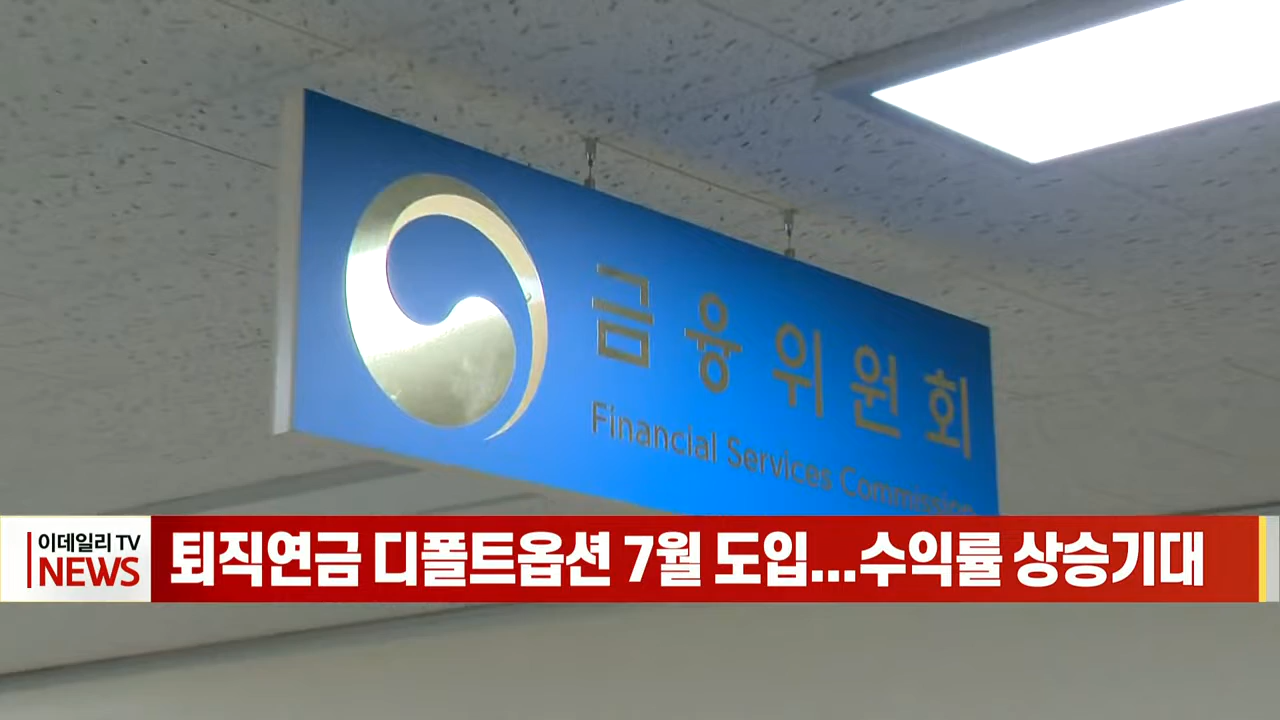 금융위원회
Financial Services Commission
이데일리 TV
NEWS
퇴직연금 디폴트옵션 7월 도입...수익률 상승기대